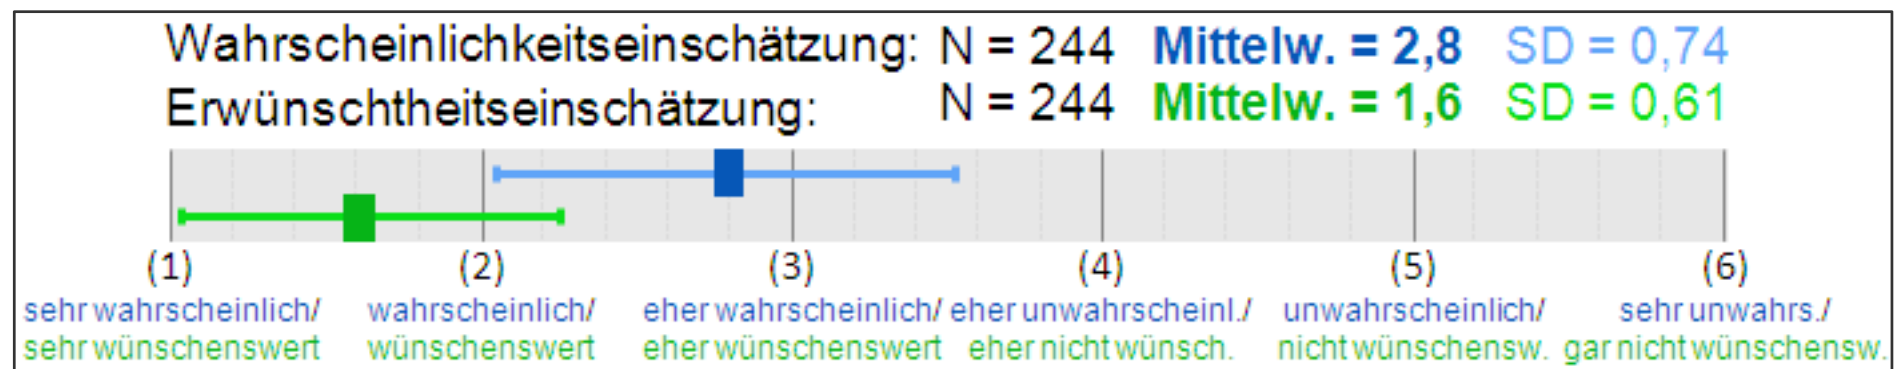 Wahrscheinlichkeitseinschätzung: N = 244 Mittelw. = 2,8 SD = 0,74
Erwünschtheitseinschätzung: N = 244 Mittelw. = 1,6 SD = 0,61
(1) (2) (3) (4) (5) (6)
sehr wahrscheinlich/ wahrscheinlich/ eher wahrscheinlich/ eher unwahrscheinl./ unwahrscheinlich/ sehr unwahrs./
sehr wünschenswert wünschenswert eher wünschenswert eher nicht wünsch. nicht wünschensw. gar nicht wünschensw.